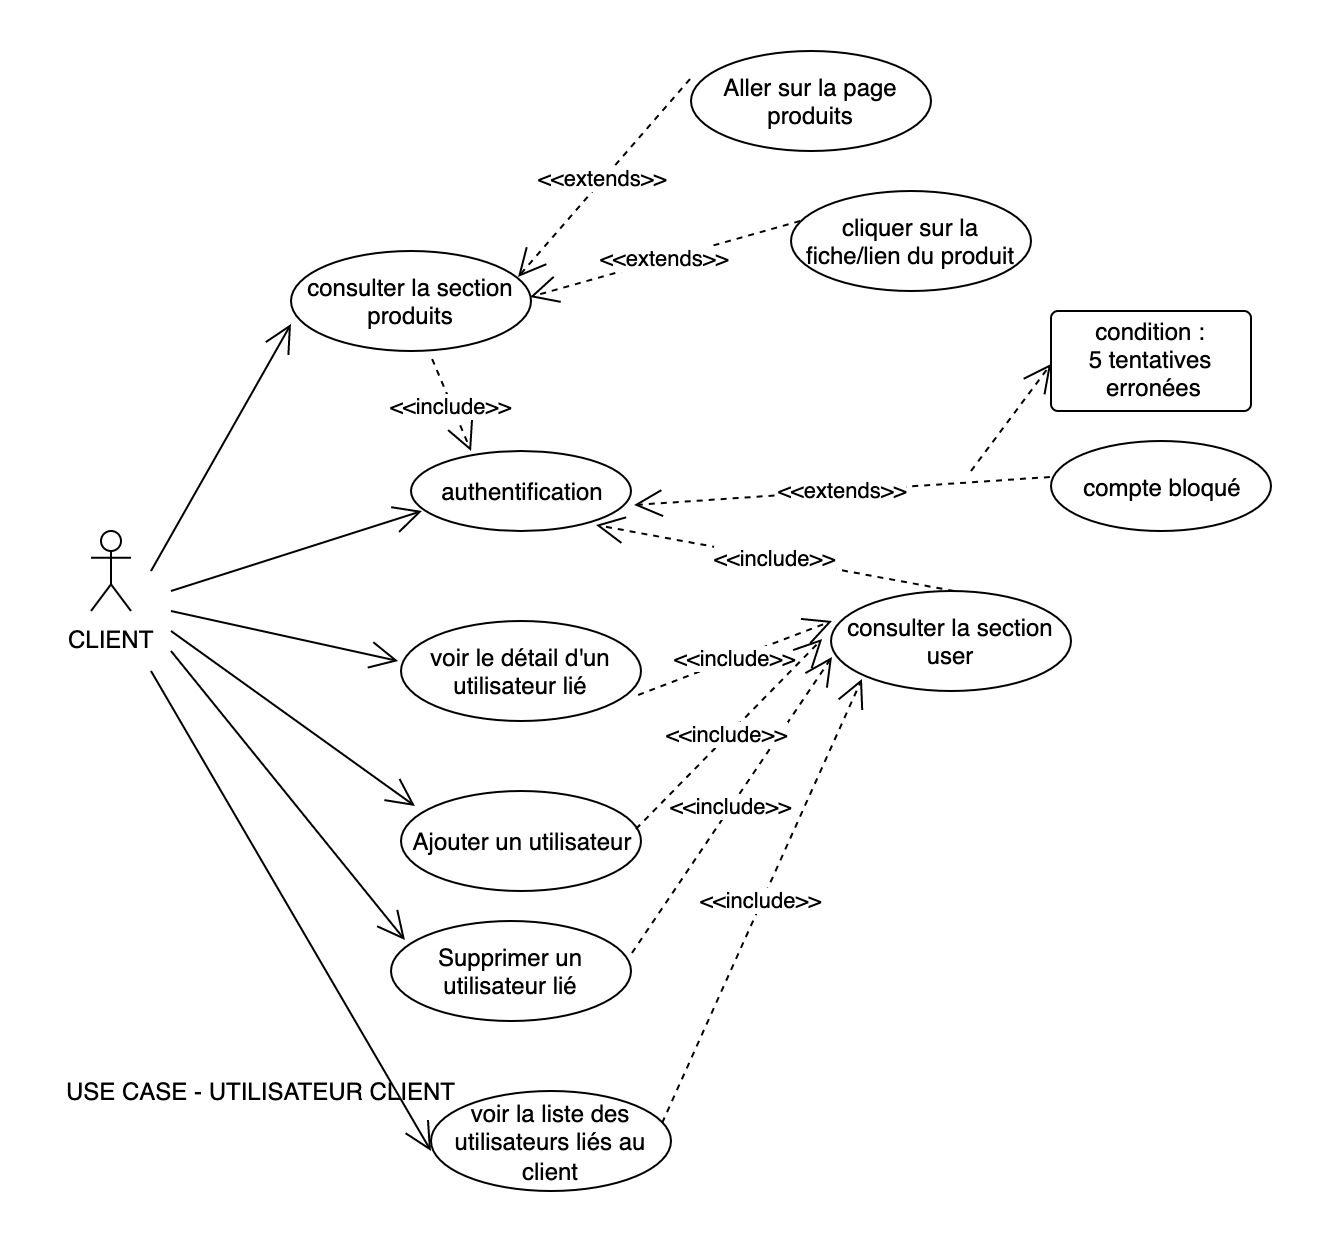 Aller sur la page
produits
<<extends>>
cliquer sur la
fiche/lien du produit
<<extends>>
consulter la section
produits
condition :
5 tentatives
erronées
<<include>>
authentification
<<extends>>
compte bloqué
<<include>>
CLIENT
consulter la section
user
voir le détail d'un
utilisateur lié
<<include>>
<<include>>
Ajouter un utilisateur
<<include>>
Supprimer un
utilisateur lié
<<include>>
USE CASE - UTILISATEUR CLIENT
voir la liste des
utilisateurs liés au
client